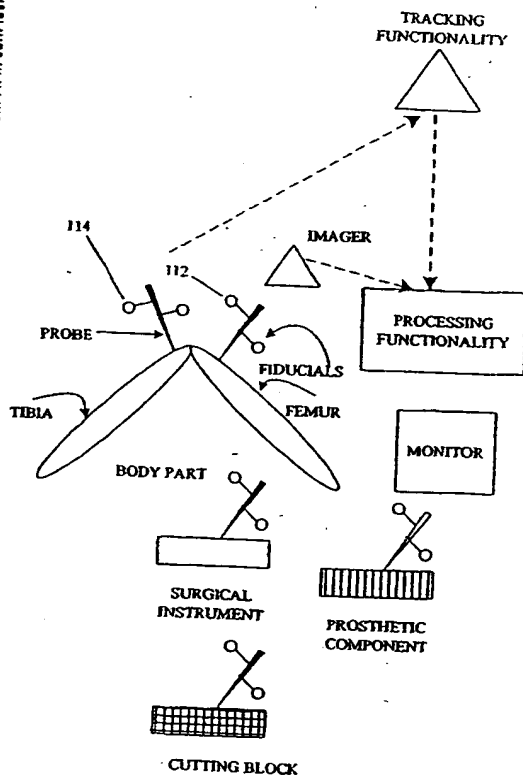 TRACKING
FUNCTIONALITY
114
112
IMAGER
PROBE
PROCESSING
FUNCTIONALITY
FIDUCIALS
TIBIA
FEMUR
BODY PART
MONITOR
SURGICAL
INSTRUMENT
PROSTHETIC
COMPONENT
CUTTING BLOCK